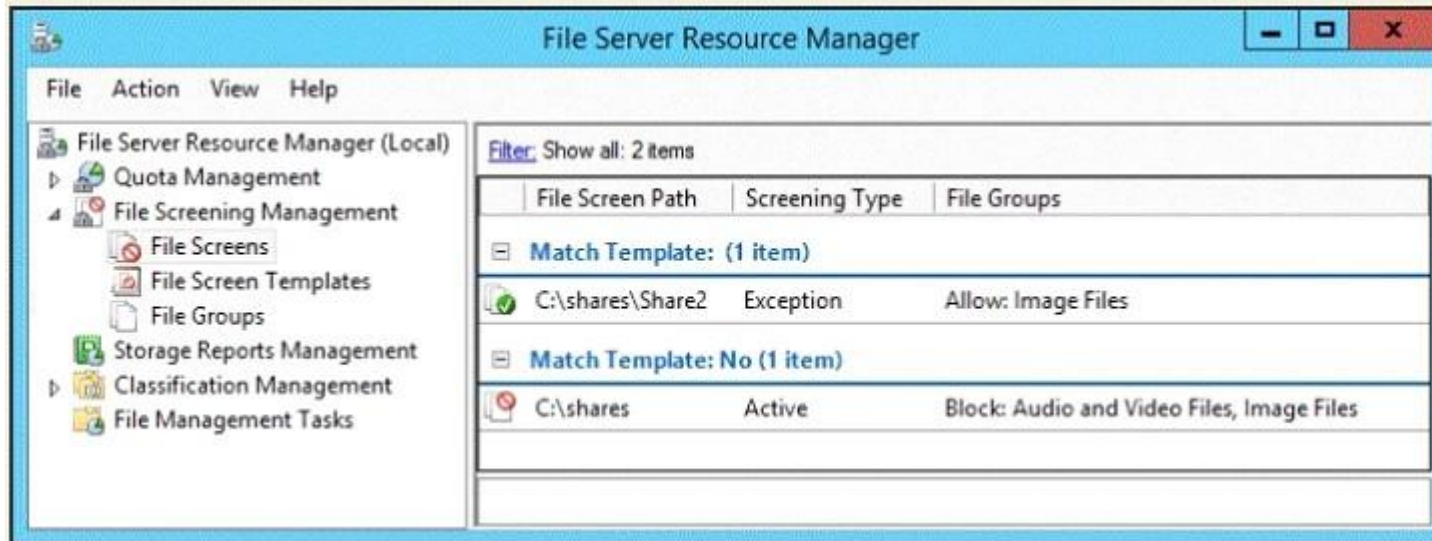 File Server Resource Manager
File Action View Help
File Server Resource Manager (Local)
Quota Management
File Screening Management
File Screens
File Screen Templates
File Groups
Storage Reports Management
Classification Management
File Management Tasks
Filter: Show all: 2 items
File Screen Path Screening Type File Groups
Match Template: (1 item)
C:\shares\Share2 Exception Allow: Image Files
Match Template: No (1 item)
C:\shares Active Block: Audio and Video Files, Image Files